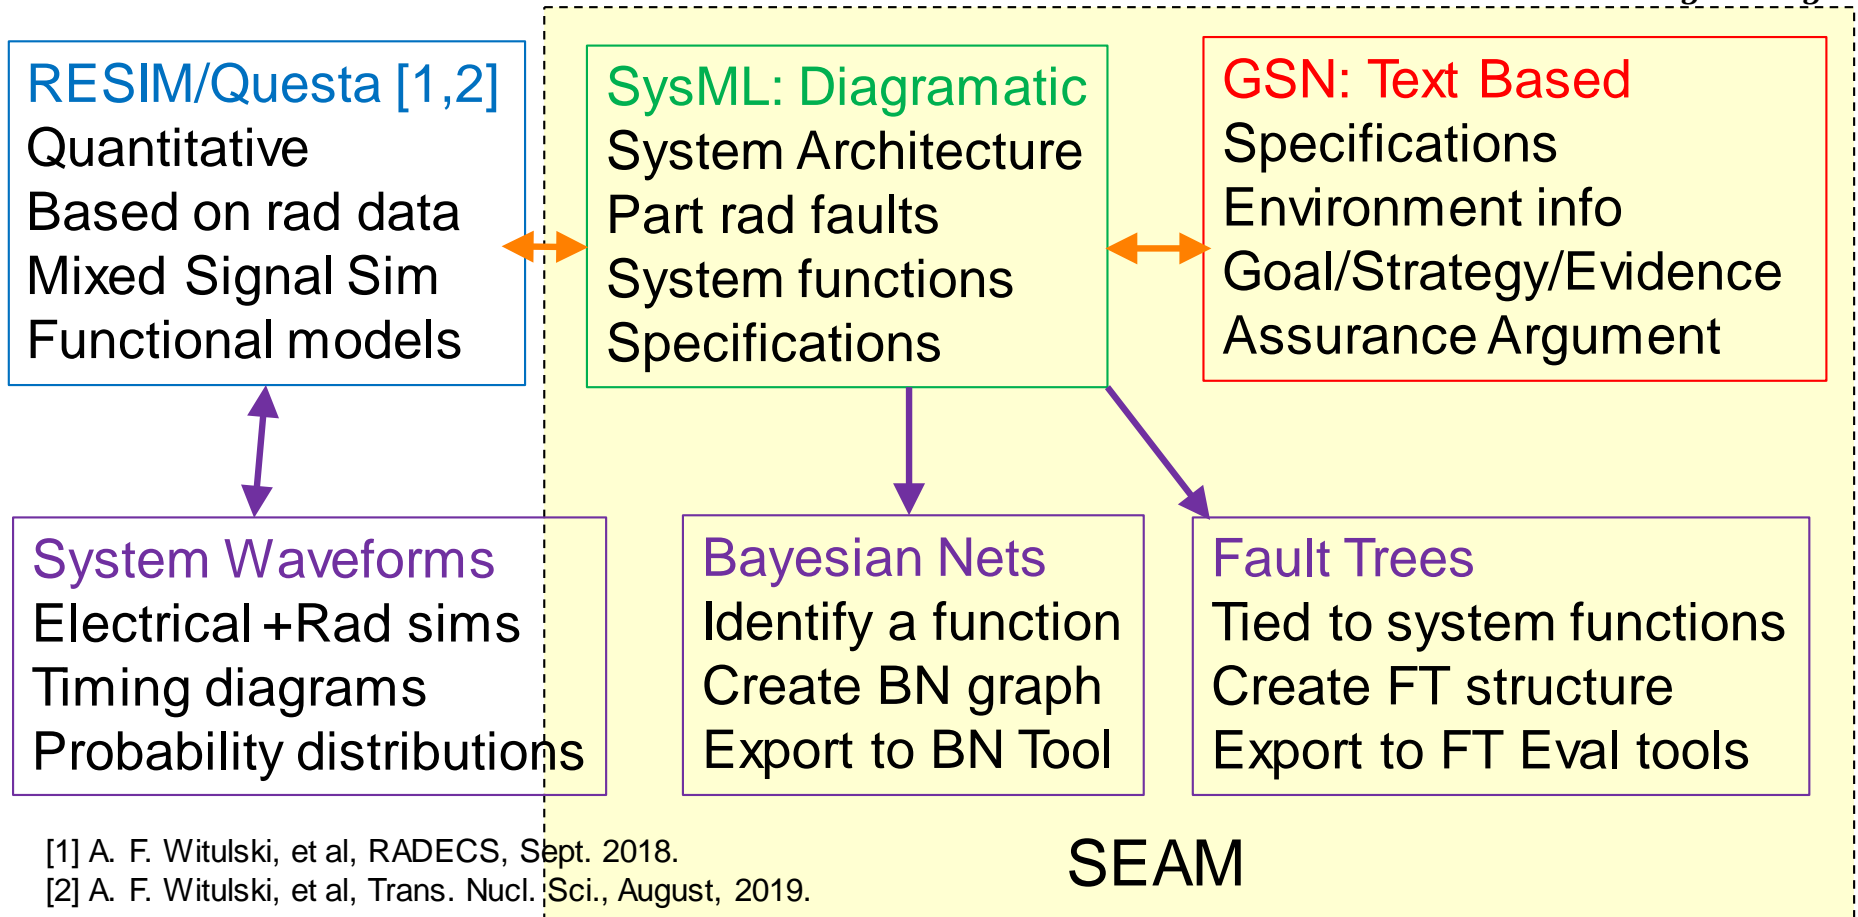 RESIM/Questa [1,2]
Quantitative
Based on rad data
Mixed Signal Sim
Functional models
SysML: Diagramatic
System Architecture
Part rad faults
System functions
Specifications
GSN: Text Based
Specifications
Environment info
Goal/Strategy/Evidence
Assurance Argument
System Waveforms
Electrical +Rad sims
Timing diagrams
Probability distributions
Bayesian Nets
Identify a function
Create BN graph
Export to BN Tool
Fault Trees
Tied to system functions
Create FT structure
Export to FT Eval tools
SEAM
[1] A. F. Witulski, et al, RADECS, Sept. 2018.
[2] A. F. Witulski, et al, Trans. Nucl. Sci., August, 2019.